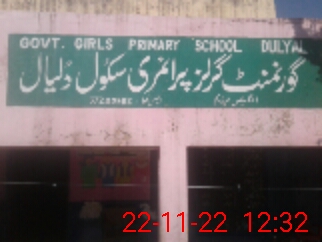 GOVT. GIRLS PRIMARY SCHOOL DULYAL
گورنمنٹ گرلز پرائمری سکول دلیال
22-11-22 12:32